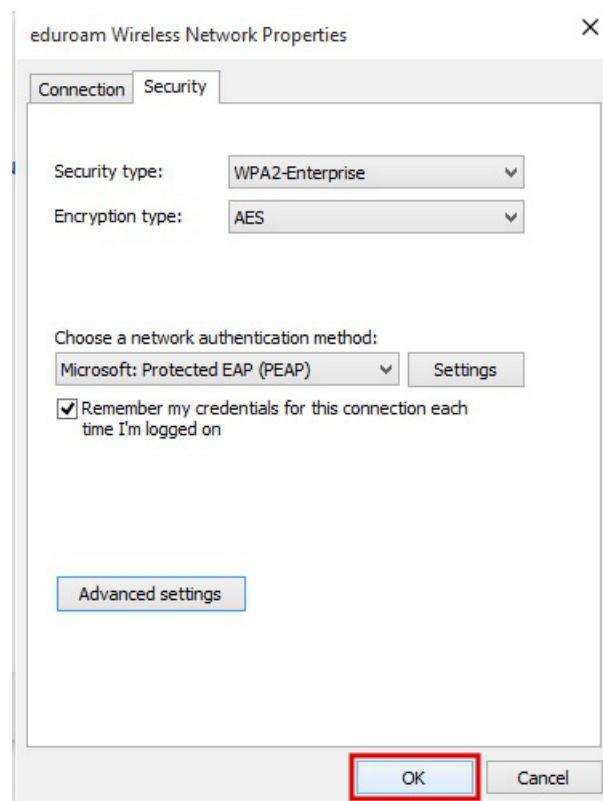 eduroam Wireless Network Properties
Connection Security
Security type: WPA2-Enterprise
Encryption type: AES
Choose a network authentication method:
Microsoft: Protected EAP (PEAP) Settings
Remember my credentials for this connection each
time I'm logged on
Advanced settings
OK Cancel